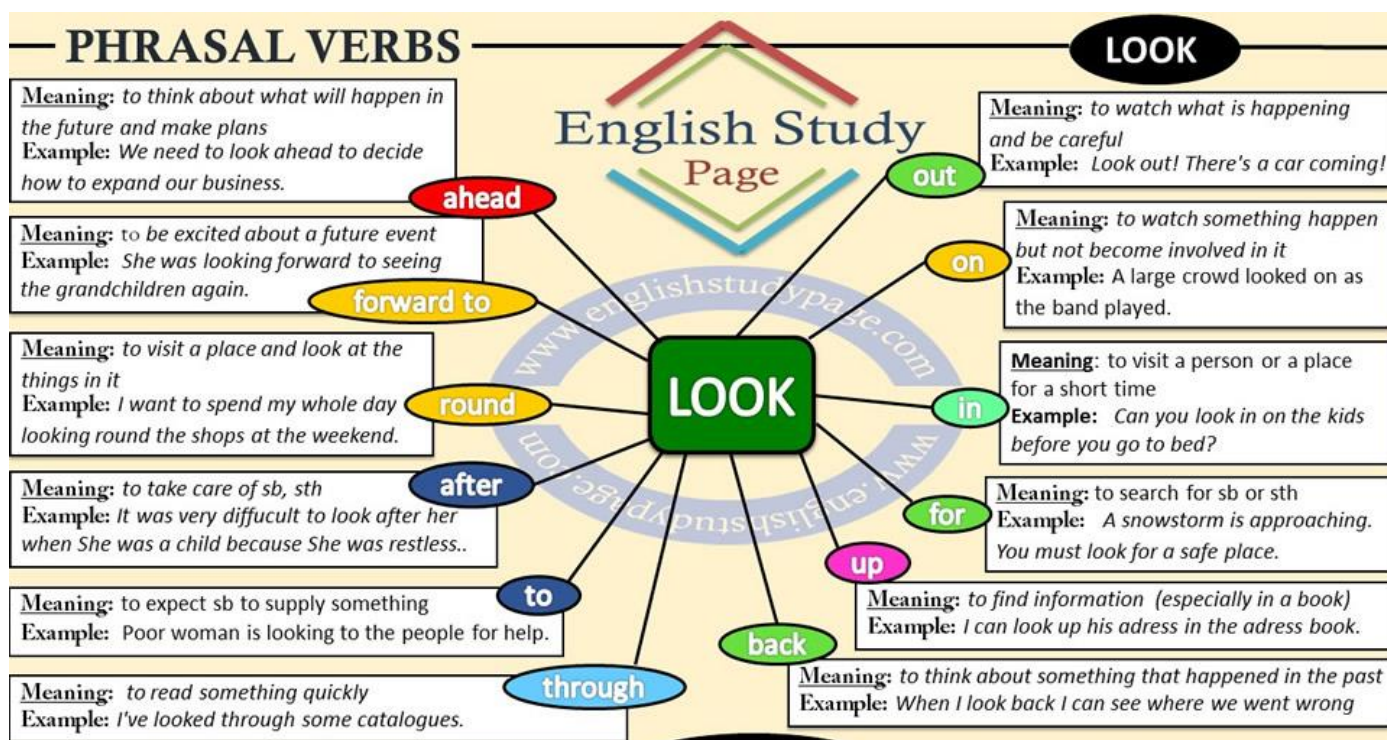 PHRASAL VERBS
LOOK
English Study
Page
Meaning: to think about what will happen in
the future and make plans
Example: We need to look ahead to decide
how to expand our business.
ahead
Meaning: to be excited about a future event
Example: She was looking forward to seeing
the grandchildren again.
forward to
Meaning: to visit a place and look at the
things in it
Example: I want to spend my whole day
looking round the shops at the weekend.
round
Meaning: to take care of sb, sth
Example: It was very diffucult to look after her
when She was a child because She was restless..
after
Meaning: to expect sb to supply something
Example: Poor woman is looking to the people for help.
to
Meaning: to read something quickly
Example: I've looked through some catalogues.
through
www.englishstudypage.com
LOOK
www.englishstudypage.com
Meaning: to watch what is happening
and be careful
Example: Look out! There's a car coming!
out
Meaning: to watch something happen
but not become involved in it
Example: A large crowd looked on as
the band played.
on
Meaning: to visit a person or a place
for a short time
Example: Can you look in on the kids
before you go to bed?
in
Meaning: to search for sb or sth
Example: A snowstorm is approaching.
You must look for a safe place.
for
up
Meaning: to find information (especially in a book)
Example: I can look up his adress in the adress book.
back
Meaning: to think about something that happened in the past
Example: When I look back I can see where we went wrong